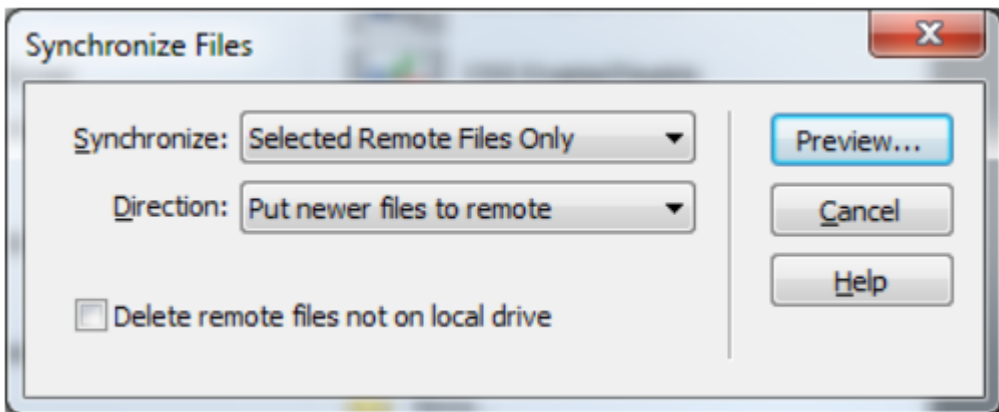 Synchronize Files
Synchronize: Selected Remote Files Only
Preview...
Direction: Put newer files to remote
Cancel
Help
Delete remote files not on local drive